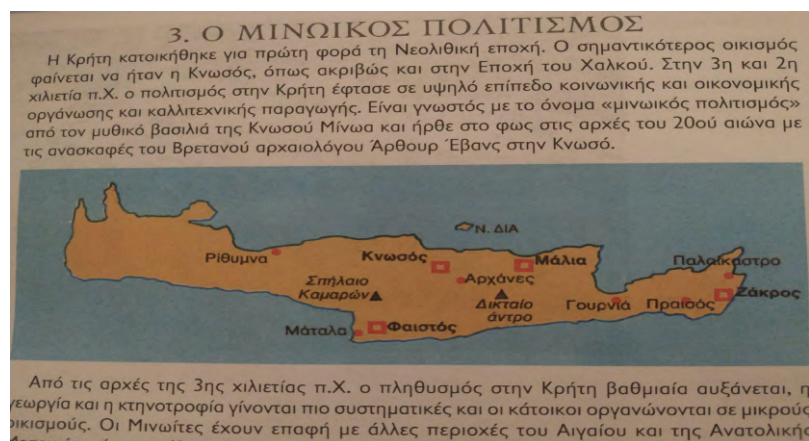 3. Ο ΜΙΝΩΙΚΟΣ ΠΟΛΙΤΙΣΜΟΣ
Η Κρήτη κατοικήθηκε για πρώτη φορά τη Νεολιθική εποχή. Ο σημαντικότερος οικισμός
φαίνεται να ήταν η Κνωσός, όπως ακριβώς και στην Εποχή του Χαλκού. Στην 3η και 2η
χιλιετία π.Χ. ο πολιτισμός στην Κρήτη έφτασε σε υψηλό επίπεδο κοινωνικής και οικονομικής
οργάνωσης και καλλιτεχνικής παραγωγής. Είναι γνωστός με το όνομα «μινωικός πολιτισμός»
από τον μυθικό βασιλιά της Κνωσού Μίνωα και ήρθε στο φως στις αρχές του 20ού αιώνα με
τις ανασκαφές του Βρετανού αρχαιολόγου Άρθουρ Έβανς στην Κνωσό.
Ν. ΔΙΑ
Ρίθυμνα
Κνωσός
Μάλια
Παλαίκαστρο
Σπήλαιο
Καμαρών
Αρχάνες
Δικταίο
άντρο
Γουρνιά
Πραισός
Ζάκρος
Μάταλα
Φαιστός
Από τις αρχές της 3ης χιλιετίας π.Χ. ο πληθυσμός στην Κρήτη βαθμιαία αυξάνεται, η
γεωργία και η κτηνοτροφία γίνονται πιο συστηματικές και οι κάτοικοι οργανώνονται σε μικρούς
οικισμούς. Οι Μινωίτες έχουν επαφή με άλλες περιοχές του Αιγαίου και της Ανατολικής